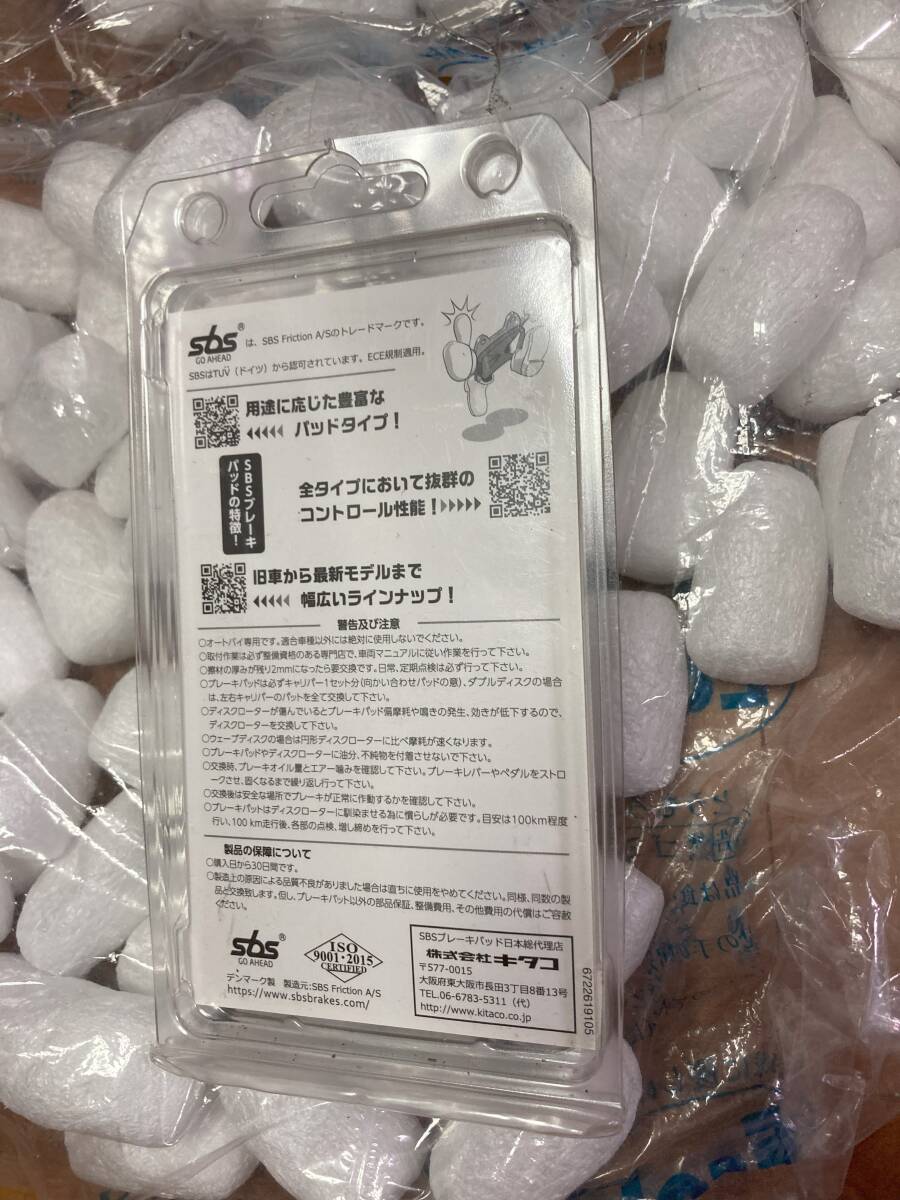 sbs® は、SBS Friction A/Sのトレードマークです。
GO AHEAD
SBSはTÜV（ドイツ）から認可されています。ECE規制適用。
用途に応じた豊富な
パッドタイプ！
SBSブレーキ
パッドの特徴！
全タイプにおいて抜群の
コントロール性能！
旧車から最新モデルまで
幅広いラインナップ！
警告及び注意
○オートバイ専用です。適合車種以外には絶対に使用しないでください。
○取付作業は必ず整備資格のある専門店で、車両マニュアルに従い作業を行って下さい。
○擦材の厚みが残り2mmになったら要交換です。日常、定期点検は必ず行って下さい。
○ブレーキパッドは必ずキャリパー1セット分（向かい合わせパッドの意）、ダブルディスクの場合
は、左右キャリパーのパットを全て交換して下さい。
○ディスクローターが傷んでいるとブレーキパッド偏摩耗や鳴きの発生、効きが低下するので、
ディスクローターを交換して下さい。
○ウェーブディスクの場合は円形ディスクローターに比べ摩耗が速くなります。
○ブレーキパッドやディスクローターに油分、不純物を付着させないで下さい。
○交換時、ブレーキオイル量とエアー噛みを確認して下さい。ブレーキレバーやペダルをストロ
ークさせ、固くなるまで繰り返し行って下さい。
○交換後は安全な場所でブレーキが正常に作動するかを確認して下さい。
○ブレーキパットはディスクローターに馴染ませる為に慣らしが必要です。目安は100km程度
行い、100 km走行後、各部の点検、増し締めを行って下さい。
製品の保障について
○購入日から30日間です。
○製造上の原因による品質不良がありました場合は直ちに使用をやめてください。同様、同数の製
品と交換致します。但し、ブレーキパット以外の部品保証、整備費用、その他費用の代償はご容赦
ください。
sbs®
GO AHEAD
ISO
9001・2015
CERTIFIED
デンマーク製 製造元:SBS Friction A/S
https://www.sbsbrakes.com/
SBSブレーキパッド日本総代理店
株式会社キタコ
〒577-0015
大阪府東大阪市長田3丁目8番13号
TEL.06-6783-5311（代）
http://www.kitaco.co.jp
6722619105